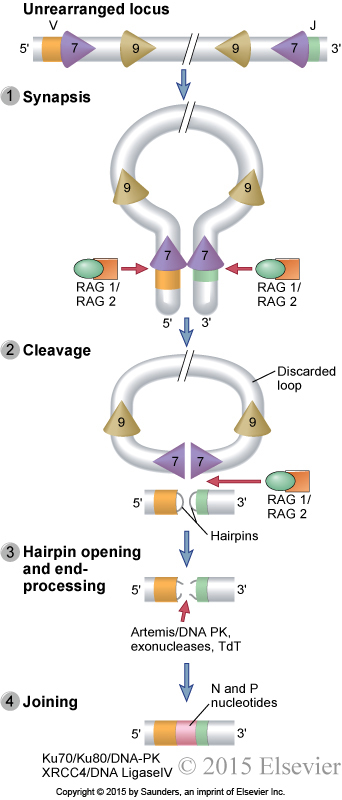 Unrearranged locus
V J
5' 7 9 9 7 3'
1 Synapsis
9 9
7 7
RAG 1/
RAG 2
RAG 1/
RAG 2
5' 3'
2 Cleavage
Discarded
loop
9 9
7 7
RAG 1/
RAG 2
5' 3'
Hairpins
3 Hairpin opening
and end-
processing
5' 3'
Artemis/DNA PK,
exonucleases, TdT
4 Joining
N and P
nucleotides
5' 3'
Ku70/Ku80/DNA-PK
XRCC4/DNA LigaseIV
© 2015 Elsevier
Copyright © 2015 by Saunders, an imprint of Elsevier Inc.